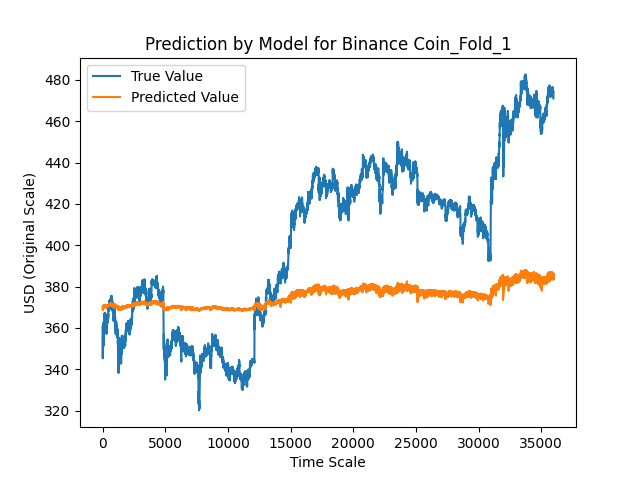 Prediction by Model for Binance Coin_Fold_1
True Value
Predicted Value
USD (Original Scale)
480
460
440
420
400
380
360
340
320
0 5000 10000 15000 20000 25000 30000 35000
Time Scale